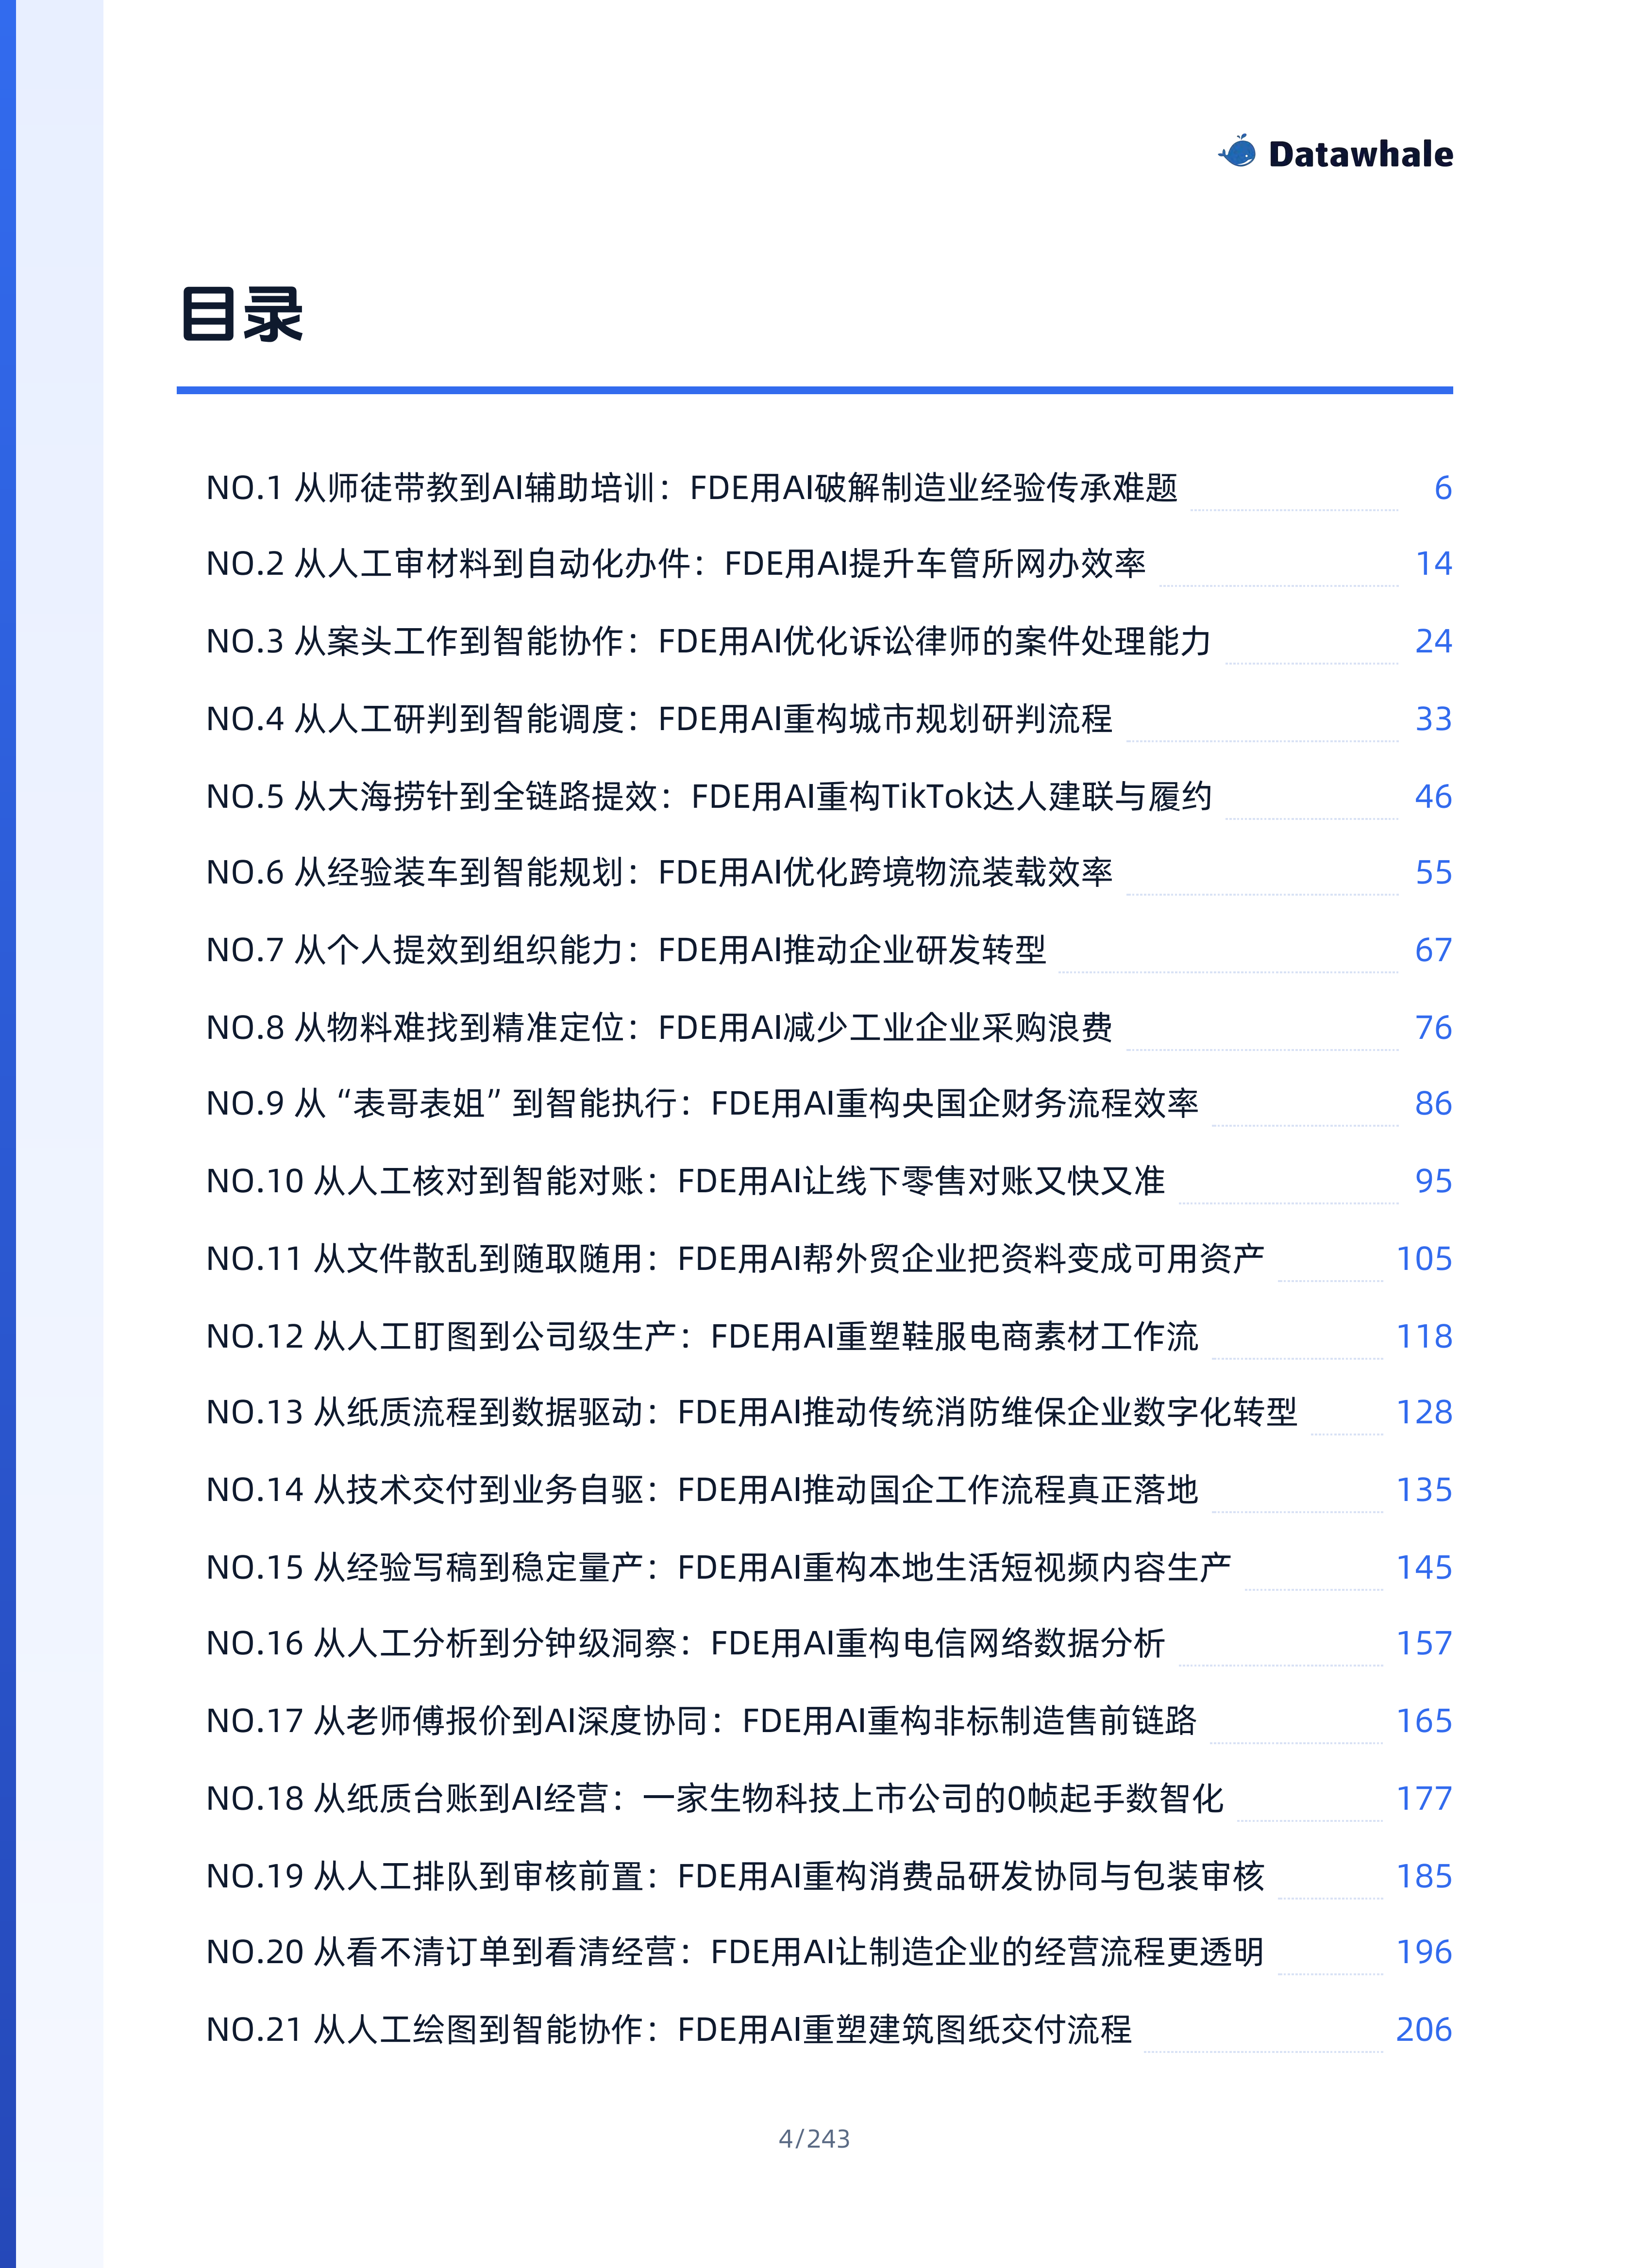 Datawhale
目录
NO.1 从师徒带教到AI辅助培训：FDE用AI破解制造业经验传承难题 6
NO.2 从人工审材料到自动化办件：FDE用AI提升车管所网办效率 14
NO.3 从案头工作到智能协作：FDE用AI优化诉讼律师的案件处理能力 24
NO.4 从人工研判到智能调度：FDE用AI重构城市规划研判流程 33
NO.5 从大海捞针到全链路提效：FDE用AI重构TikTok达人建联与履约 46
NO.6 从经验装车到智能规划：FDE用AI优化跨境物流装载效率 55
NO.7 从个人提效到组织能力：FDE用AI推动企业研发转型 67
NO.8 从物料难找到精准定位：FDE用AI减少工业企业采购浪费 76
NO.9 从“表哥表姐”到智能执行：FDE用AI重构央国企财务流程效率 86
NO.10 从人工核对到智能对账：FDE用AI让线下零售对账又快又准 95
NO.11 从文件散乱到随取随用：FDE用AI帮外贸企业把资料变成可用资产 105
NO.12 从人工盯图到公司级生产：FDE用AI重塑鞋服电商素材工作流 118
NO.13 从纸质流程到数据驱动：FDE用AI推动传统消防维保企业数字化转型 128
NO.14 从技术交付到业务自驱：FDE用AI推动国企工作流程真正落地 135
NO.15 从经验写稿到稳定量产：FDE用AI重构本地生活短视频内容生产 145
NO.16 从人工分析到分钟级洞察：FDE用AI重构电信网络数据分析 157
NO.17 从老师傅报价到AI深度协同：FDE用AI重构非标制造售前链路 165
NO.18 从纸质台账到AI经营：一家生物科技上市公司的0帧起手数智化 177
NO.19 从人工排队到审核前置：FDE用AI重构消费品研发协同与包装审核 185
NO.20 从看不清订单到看清经营：FDE用AI让制造企业的经营流程更透明 196
NO.21 从人工绘图到智能协作：FDE用AI重塑建筑图纸交付流程 206
4/243